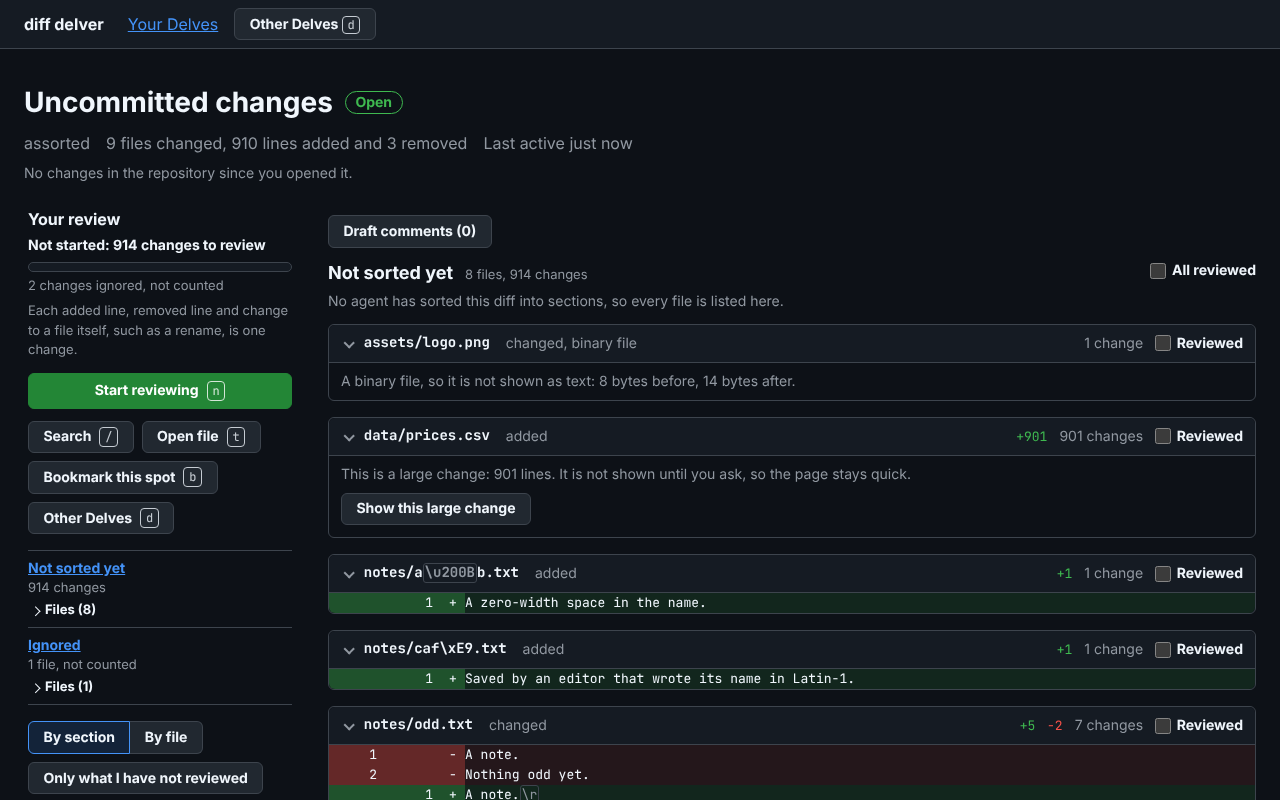 diff delver Your Delves Other Delves d
Uncommitted changes Open
assorted 9 files changed, 910 lines added and 3 removed Last active just now
No changes in the repository since you opened it.
Your review
Not started: 914 changes to review
2 changes ignored, not counted
Each added line, removed line and change
to a file itself, such as a rename, is one
change.
Start reviewing n
Search / Open file t
Bookmark this spot b
Other Delves d
Not sorted yet
914 changes
Files (8)
Ignored
1 file, not counted
Files (1)
By section By file
Only what I have not reviewed
Draft comments (0)
Not sorted yet 8 files, 914 changes All reviewed
No agent has sorted this diff into sections, so every file is listed here.
assets/logo.png changed, binary file 1 change Reviewed
A binary file, so it is not shown as text: 8 bytes before, 14 bytes after.
data/prices.csv added +901 901 changes Reviewed
This is a large change: 901 lines. It is not shown until you ask, so the page stays quick.
Show this large change
notes/a\u200Bb.txt added +1 1 change Reviewed
1 + A zero-width space in the name.
notes/caf\xE9.txt added +1 1 change Reviewed
1 + Saved by an editor that wrote its name in Latin-1.
notes/odd.txt changed +5 -2 7 changes Reviewed
1 - A note.
2 - Nothing odd yet.
1 + A note.\r